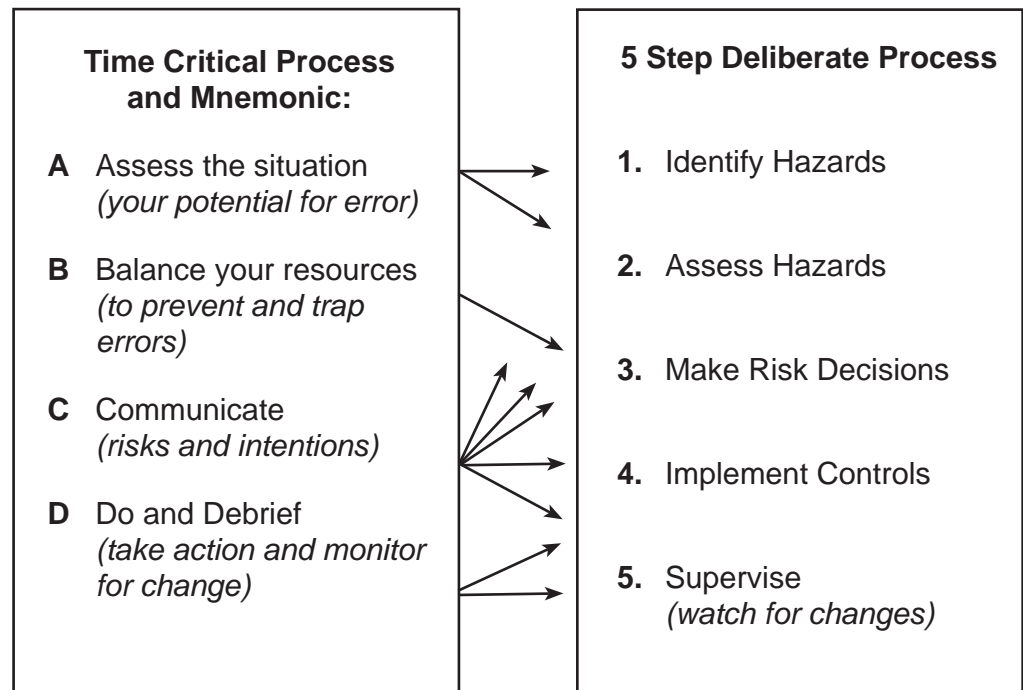 Time Critical Process
and Mnemonic:
A Assess the situation
(your potential for error)
B Balance your resources
(to prevent and trap
errors)
C Communicate
(risks and intentions)
D Do and Debrief
(take action and monitor
for change)
5 Step Deliberate Process
1. Identify Hazards
2. Assess Hazards
3. Make Risk Decisions
4. Implement Controls
5. Supervise
(watch for changes)